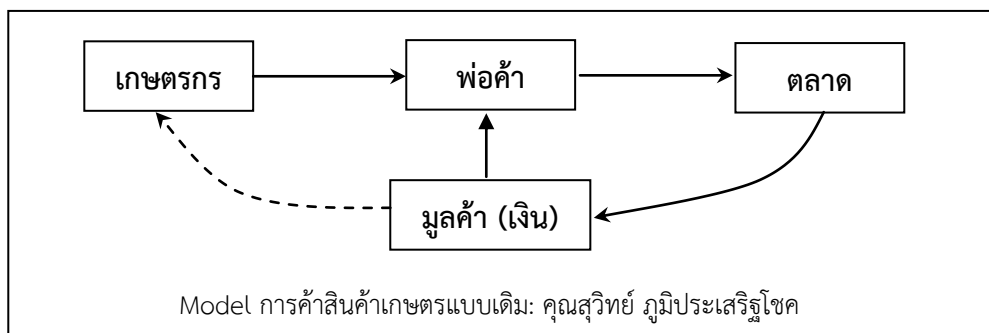 เกษตรกร
พ่อค้า
ตลาด
มูลค้า (เงิน)
Model การค้าสินค้าเกษตรแบบเดิม: คุณสุวิทย์ ภูมิประเสริฐโชค